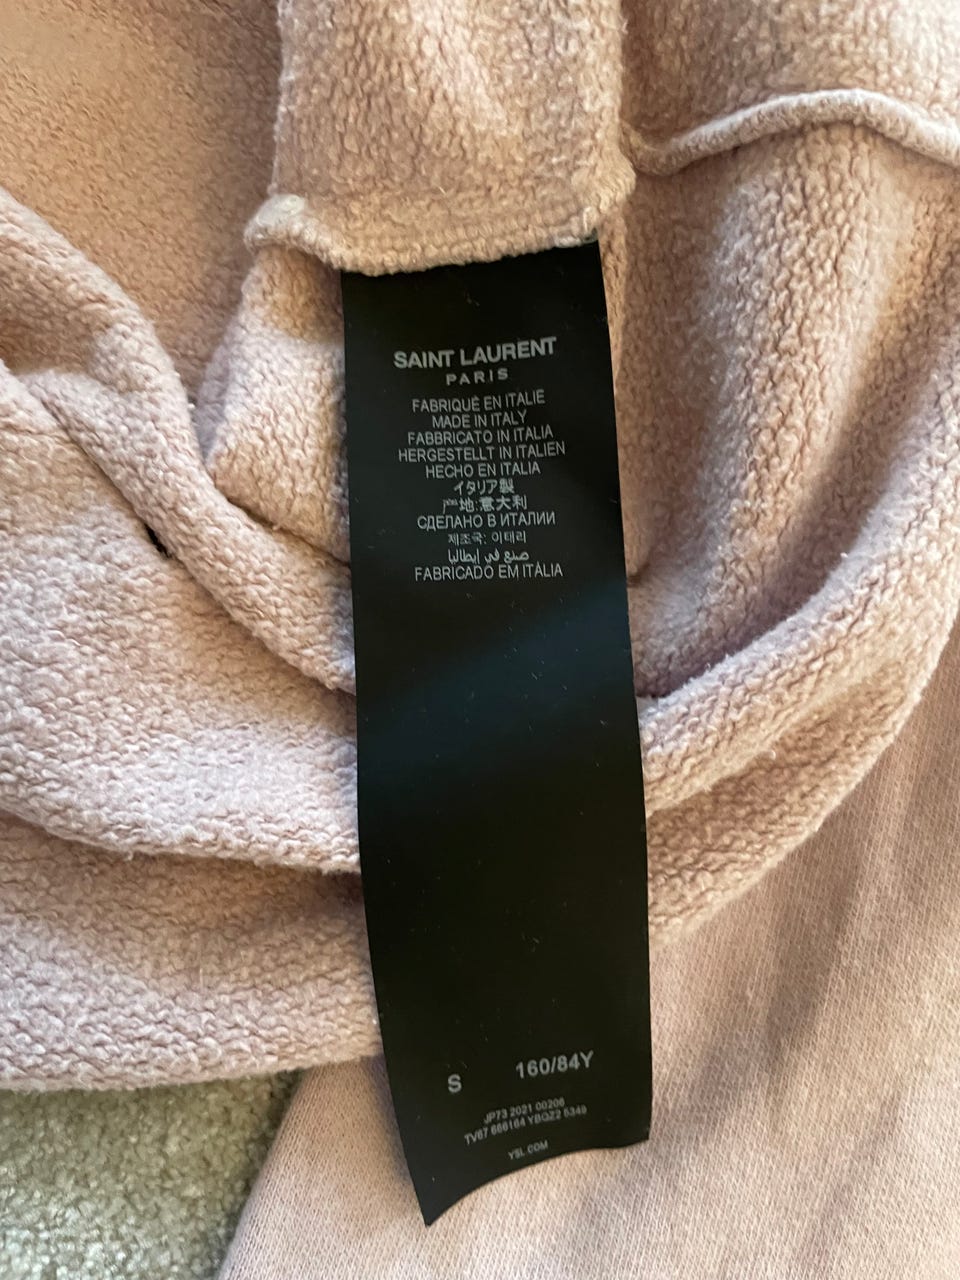 SAINT LAURENT
PARIS
FABRIQUÉ EN ITALIE
MADE IN ITALY
FABBRICATO IN ITALIA
HERGESTELLT IN ITALIEN
HECHO EN ITALIA
イタリア製
地:意大利
СДЕЛАНО В ИТАЛИИ
제조국: 이태리
صنع في إيطاليا
FABRICADO EM ITÁLIA
S 160/84Y
JP73 2021 00206
TV67 666164 YBGZ2 5349
YSL.COM